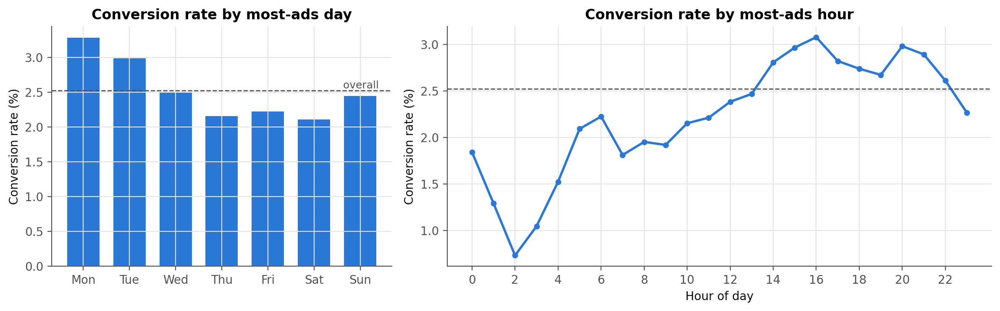 Conversion rate by most-ads day
Conversion rate (%)
3.0
2.5
2.0
1.5
1.0
0.5
0.0
overall
Mon Tue Wed Thu Fri Sat Sun
Conversion rate by most-ads hour
Conversion rate (%)
3.0
2.5
2.0
1.5
1.0
0 2 4 6 8 10 12 14 16 18 20 22
Hour of day